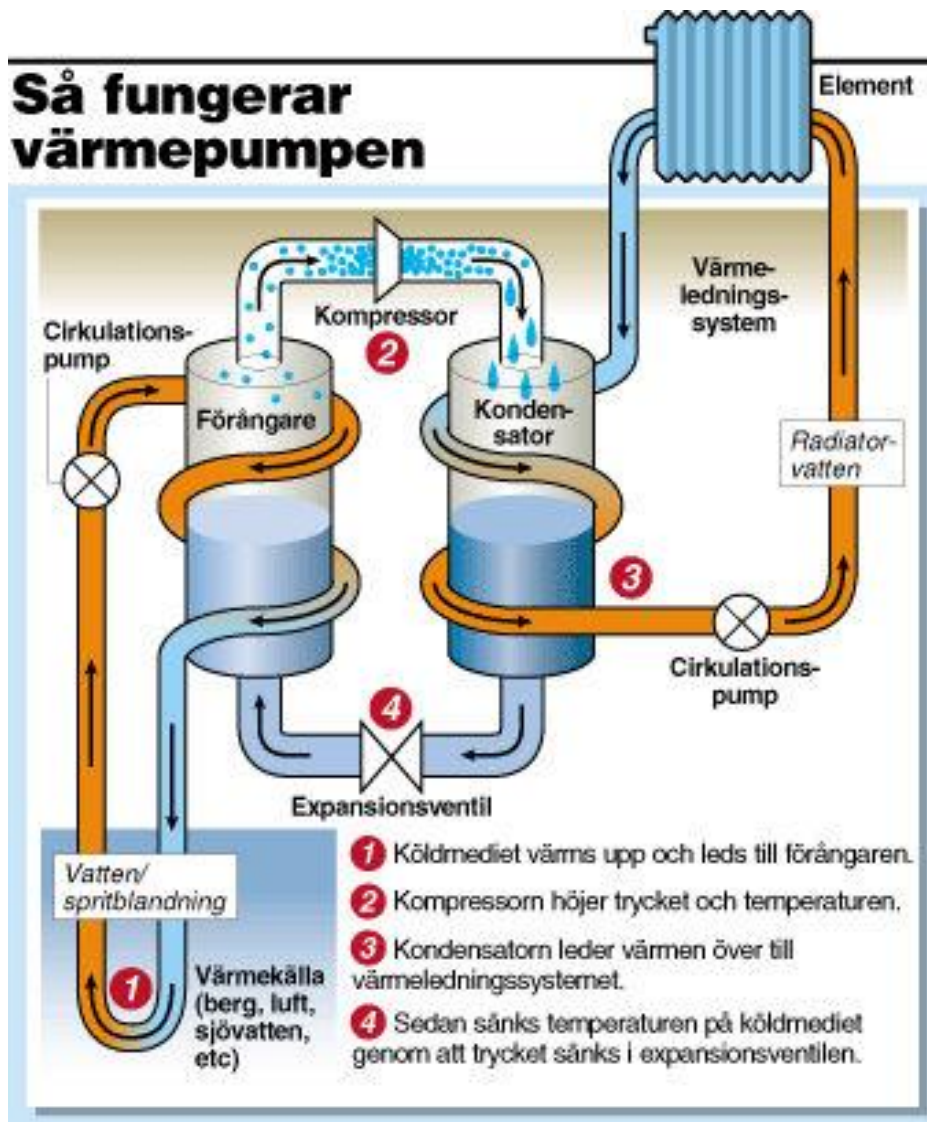 Så fungerar
värmepumpen
Element
Värme-
lednings-
system
Kompressor
2
Cirkulations-
pump
Förångare
Konden-
sator
Radiator-
vatten
3
Cirkulations-
pump
4
Expansionsventil
Vatten/
spritblandning
1
Värmekälla
(berg, luft,
sjövatten,
etc)
1 Köldmediet värms upp och leds till förångaren.
2 Kompressorn höjer trycket och temperaturen.
3 Kondensatorn leder värmen över till
värmeledningssystemet.
4 Sedan sänks temperaturen på köldmediet
genom att trycket sänks i expansionsventilen.